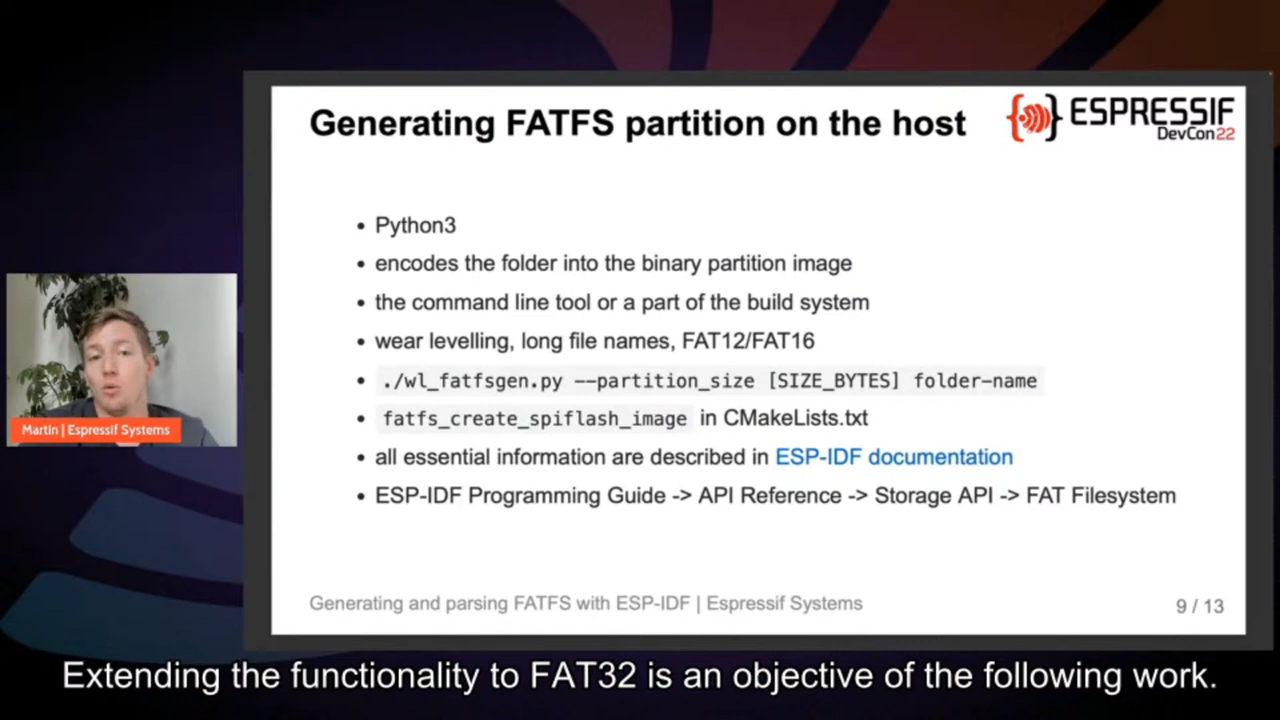 Generating FATFS partition on the host
{ } ESPRESSIF
DevCon22
• Python3
• encodes the folder into the binary partition image
• the command line tool or a part of the build system
• wear levelling, long file names, FAT12/FAT16
• ./wl_fatfsgen.py --partition_size [SIZE_BYTES] folder-name
• fatfs_create_spiflash_image in CMakeLists.txt
• all essential information are described in ESP-IDF documentation
• ESP-IDF Programming Guide -> API Reference -> Storage API -> FAT Filesystem
Martin | Espressif Systems
Generating and parsing FATFS with ESP-IDF | Espressif Systems
9 / 13
Extending the functionality to FAT32 is an objective of the following work.